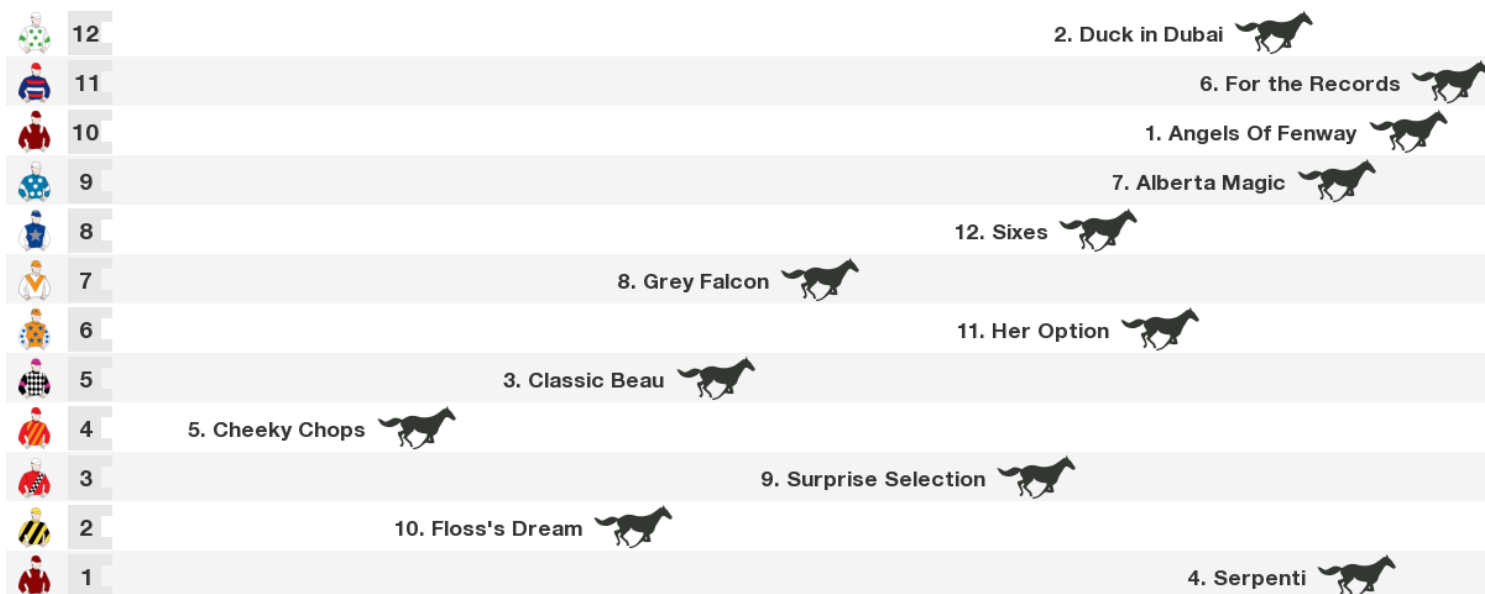 12 2. Duck in Dubai
11 6. For the Records
10 1. Angels Of Fenway
9 7. Alberta Magic
8 12. Sixes
7 8. Grey Falcon
6 11. Her Option
5 3. Classic Beau
4 5. Cheeky Chops
3 9. Surprise Selection
2 10. Floss's Dream
1 4. Serpenti